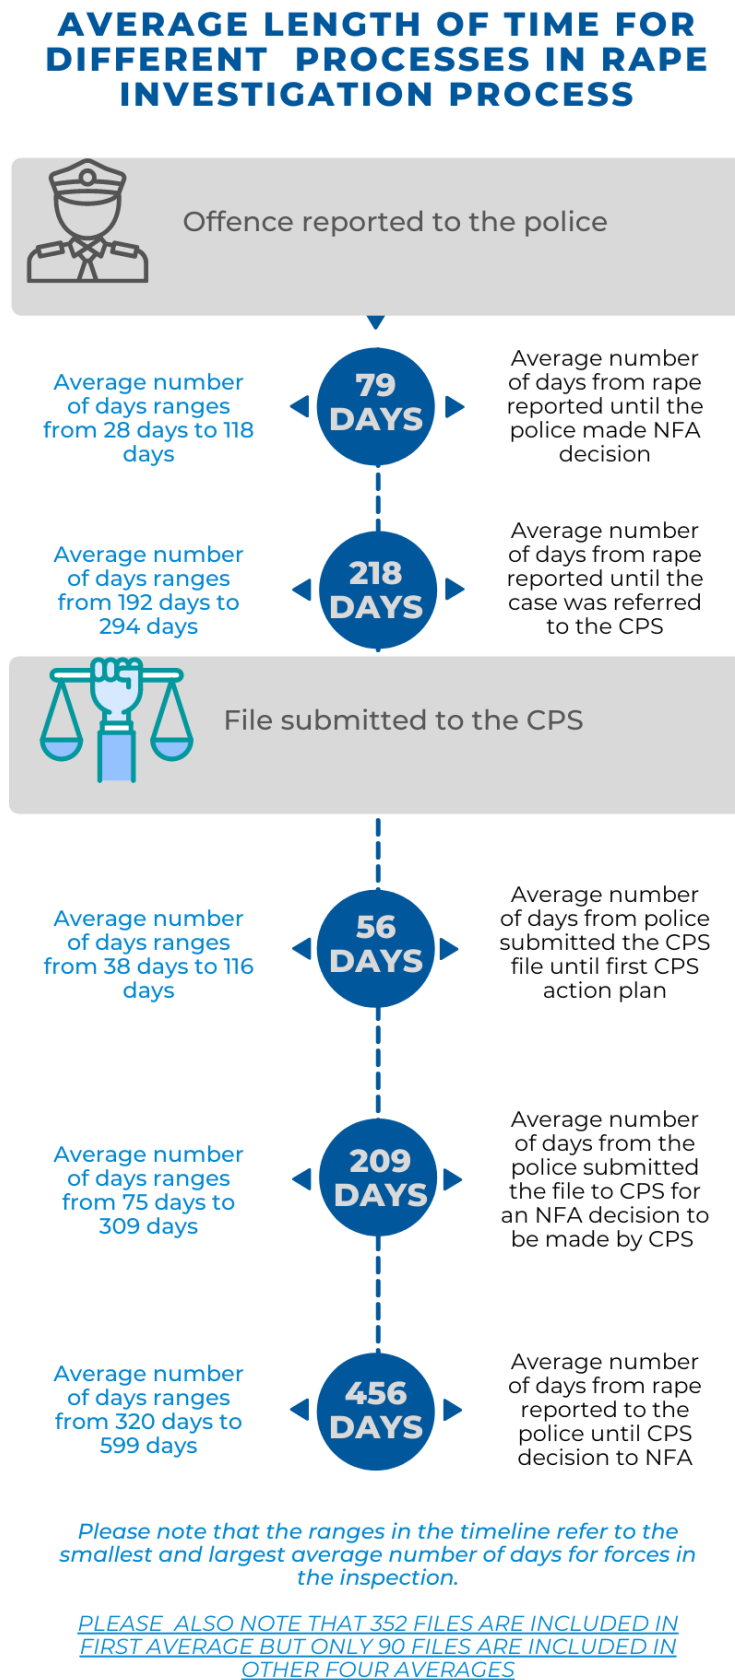 AVERAGE LENGTH OF TIME FOR
DIFFERENT PROCESSES IN RAPE
INVESTIGATION PROCESS
Offence reported to the police
Average number
of days ranges
from 28 days to 118
days
79
DAYS
Average number
of days from rape
reported until the
police made NFA
decision
Average number
of days ranges
from 192 days to
294 days
218
DAYS
Average number
of days from rape
reported until the
case was referred
to the CPS
File submitted to the CPS
Average number
of days ranges
from 38 days to 116
days
56
DAYS
Average number
of days from police
submitted the CPS
file until first CPS
action plan
Average number
of days ranges
from 75 days to
309 days
209
DAYS
Average number
of days from the
police submitted
the file to CPS for
an NFA decision to
be made by CPS
Average number
of days ranges
from 320 days to
599 days
456
DAYS
Average number
of days from rape
reported to the
police until CPS
decision to NFA
Please note that the ranges in the timeline refer to the
smallest and largest average number of days for forces in
the inspection.
PLEASE ALSO NOTE THAT 352 FILES ARE INCLUDED IN
FIRST AVERAGE BUT ONLY 90 FILES ARE INCLUDED IN
OTHER FOUR AVERAGES